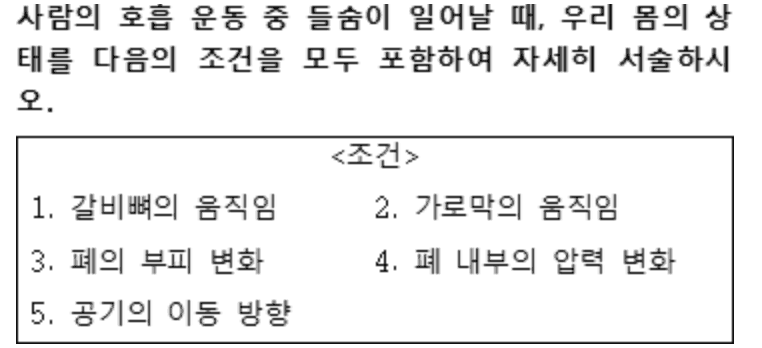 사람의 호흡 운동 중 들숨이 일어날 때, 우리 몸의 상
태를 다음의 조건을 모두 포함하여 자세히 서술하시
오.
<조건>
1. 갈비뼈의 움직임 2. 가로막의 움직임
3. 폐의 부피 변화 4. 폐 내부의 압력 변화
5. 공기의 이동 방향